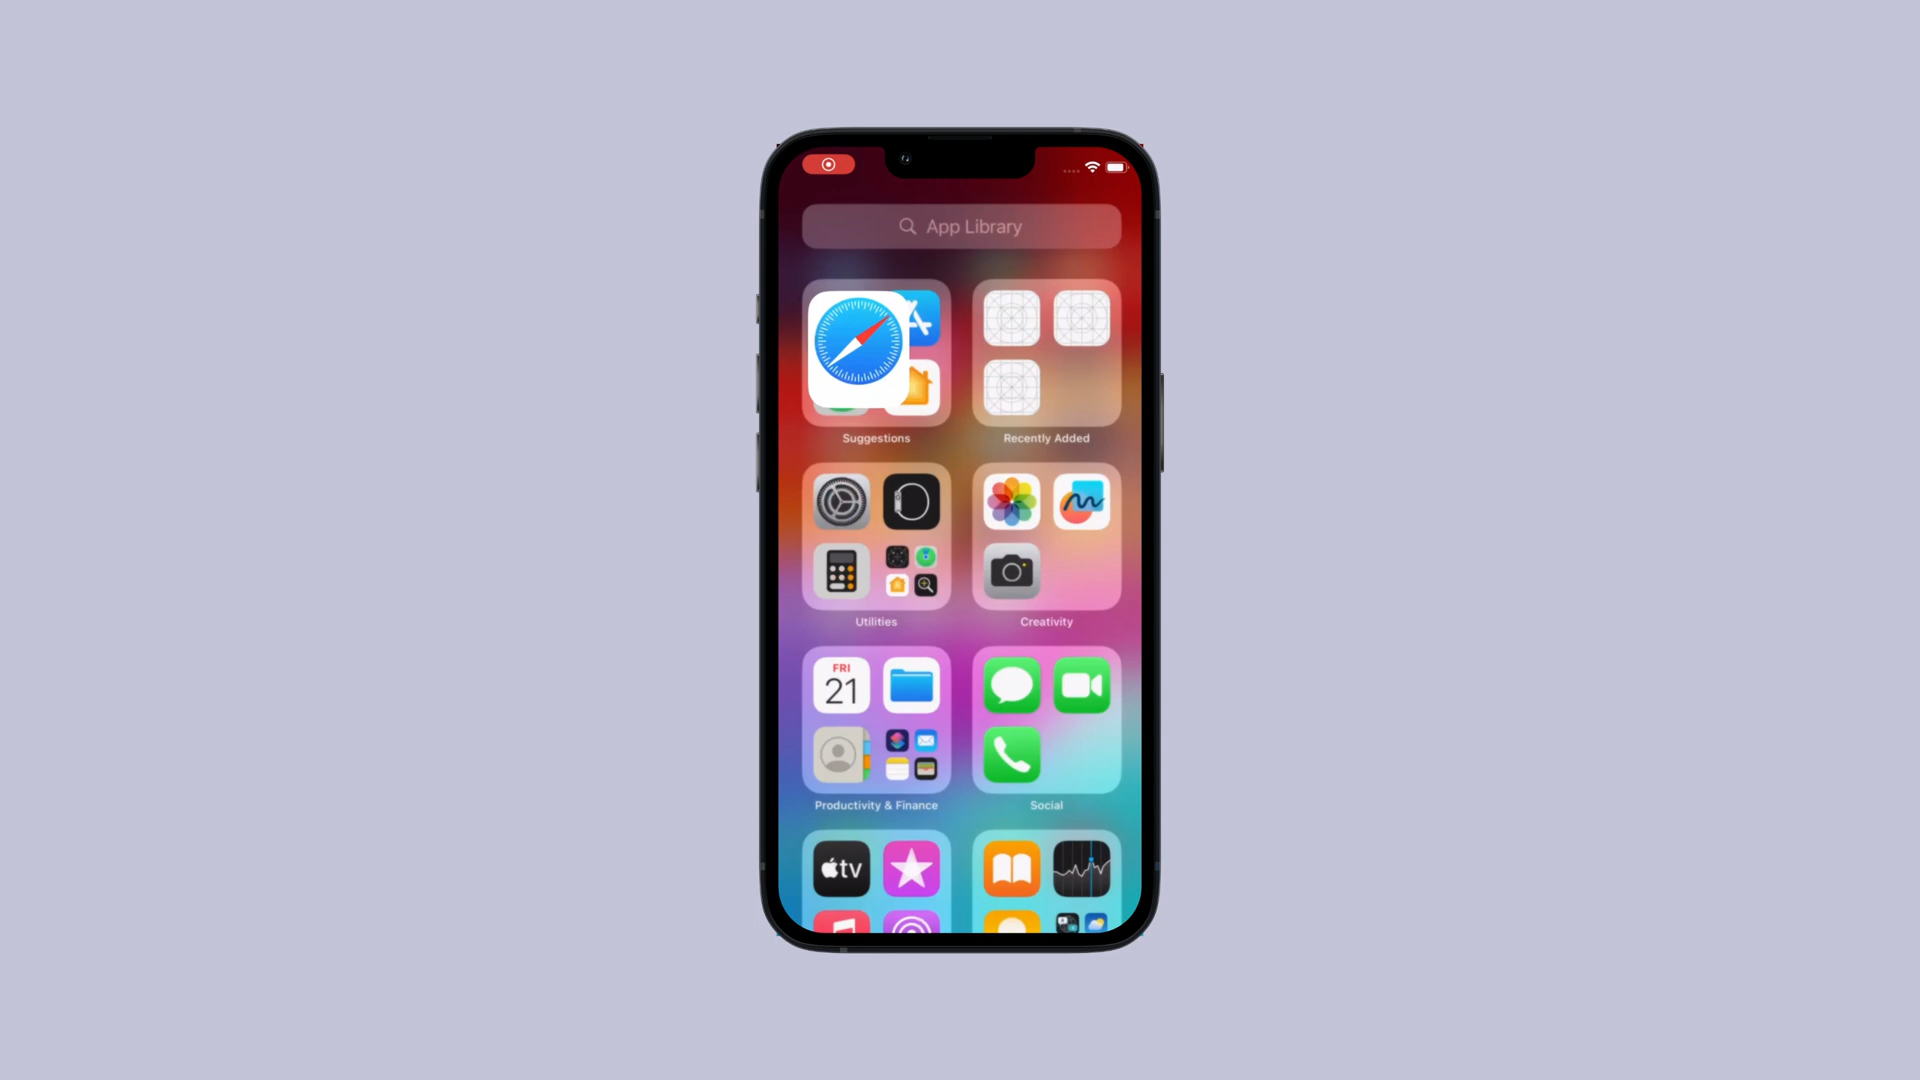 App Library
Suggestions
Recently Added
Utilities
Creativity
FRI
21
Productivity & Finance
Social
tv